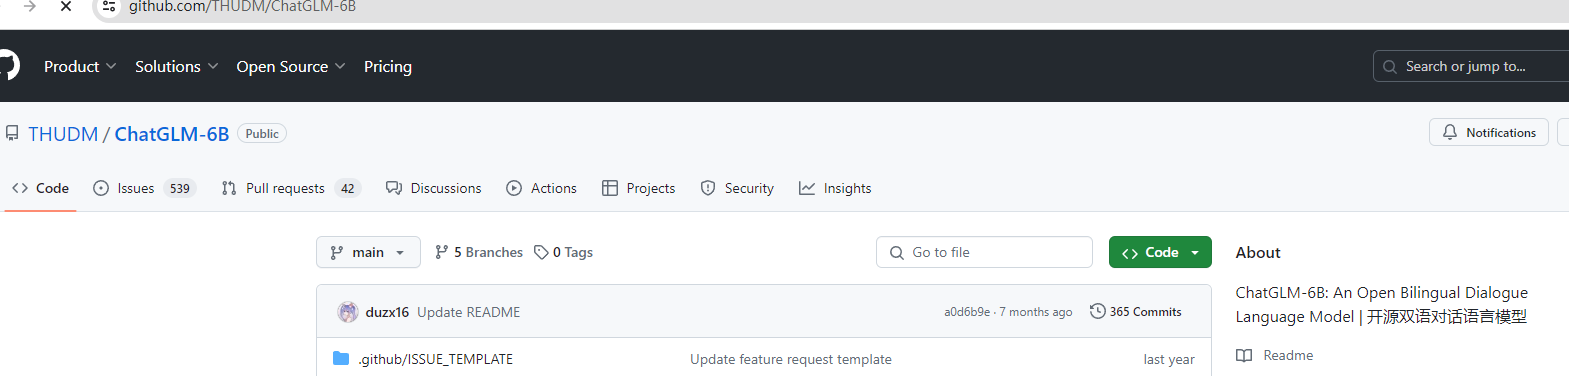 github.com/THUDM/ChatGLM-6B
Product Solutions Open Source Pricing Search or jump to...
THUDM / ChatGLM-6B Public Notifications
Code Issues 539 Pull requests 42 Discussions Actions Projects Security Insights
main 5 Branches 0 Tags Go to file Code About
ChatGLM-6B: An Open Bilingual Dialogue
duzx16 Update README a0d6b9e · 7 months ago 365 Commits
Language Model | 开源双语对话语言模型
.github/ISSUE_TEMPLATE Update feature request template last year
Readme